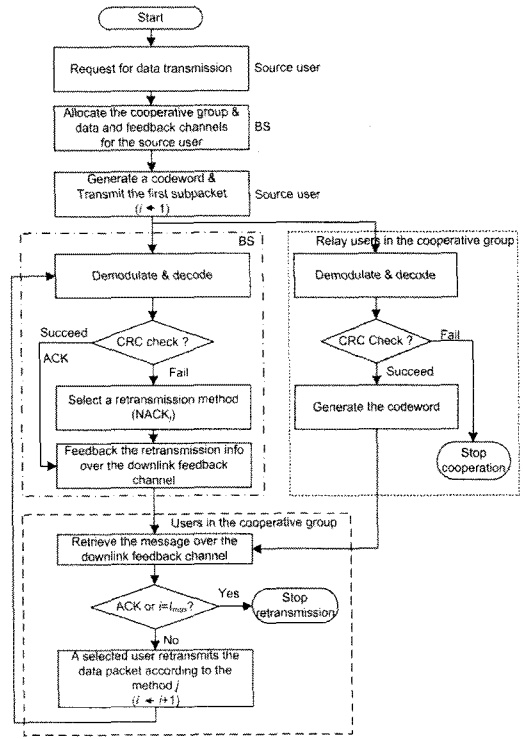 Start
Request for data transmission
Source user
Allocate the cooperative group &
data and feedback channels
for the source user
BS
Generate a codeword &
Transmit the first subpacket
(i ← 1)
Source user
BS
Demodulate & decode
CRC check ?
Succeed
ACK
Fail
Select a retransmission method
(NACKj)
Feedback the retransmission info
over the downlink feedback
channel
Relay users in the cooperative group
Demodulate & decode
CRC Check ?
Fail
Succeed
Generate the codeword
Stop
cooperation
Users in the cooperative group
Retrieve the message over the
downlink feedback channel
ACK or i=Imax?
Yes
Stop
retransmission
No
A selected user retransmits the
data packet according to the
method j
(i ← i+1)